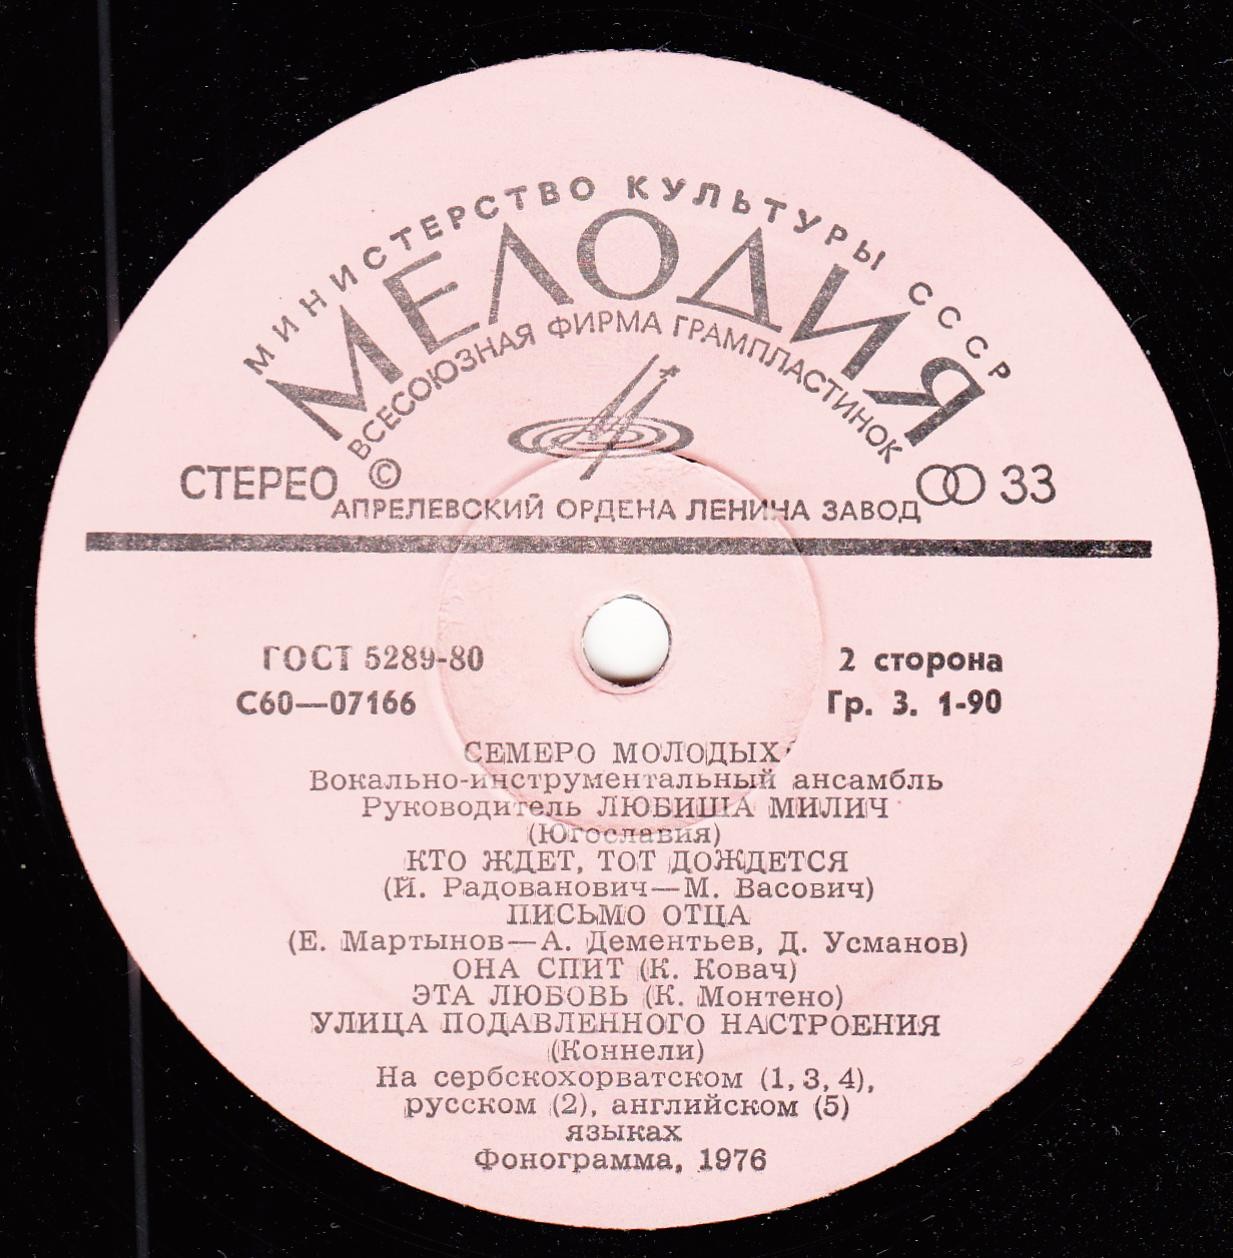 МИНИСТЕРСТВО КУЛЬТУРЫ СССР
МЕЛОДИЯ
ВСЕСОЮЗНАЯ ФИРМА ГРАМПЛАСТИНОК
СТЕРЕО © 33
АПРЕЛЕВСКИЙ ОРДЕНА ЛЕНИНА ЗАВОД
ГОСТ 5289-80 2 сторона
С60—07166 Гр. 3. 1-90
СЕМЕРО МОЛОДЫХ
Вокально-инструментальный ансамбль
Руководитель ЛЮБИША МИЛИЧ
(Югославия)
КТО ЖДЕТ, ТОТ ДОЖДЕТСЯ
(Й. Радованович—М. Васович)
ПИСЬМО ОТЦА
(Е. Мартынов—А. Дементьев, Д. Усманов)
ОНА СПИТ (К. Ковач)
ЭТА ЛЮБОВЬ (К. Монтено)
УЛИЦА ПОДАВЛЕННОГО НАСТРОЕНИЯ
(Коннели)
На сербскохорватском (1, 3, 4),
русском (2), английском (5)
языках
Фонограмма, 1976